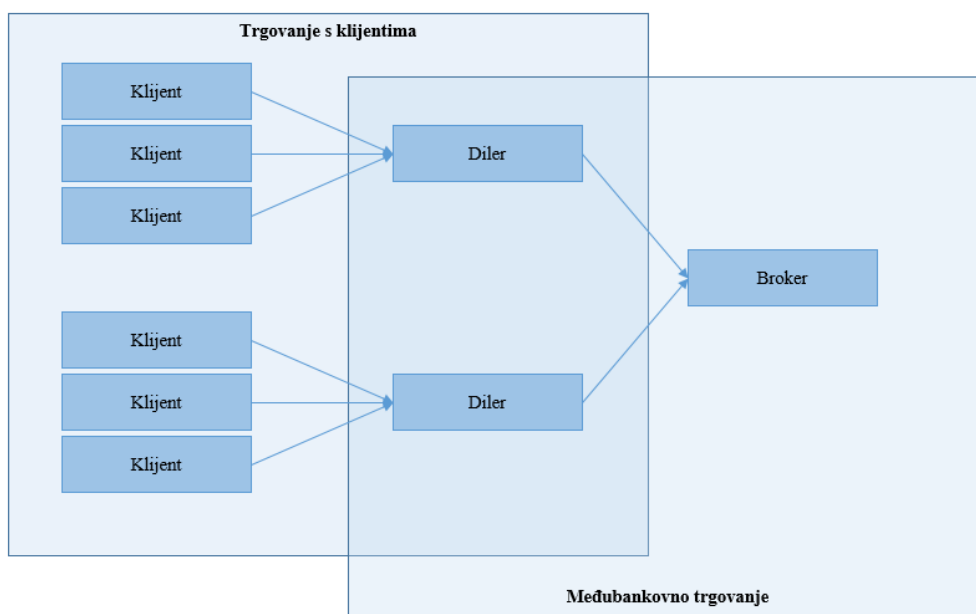 Trgovanje s klijentima
Klijent
Klijent
Klijent
Diler
Broker
Klijent
Klijent
Klijent
Diler
Međubankovno trgovanje